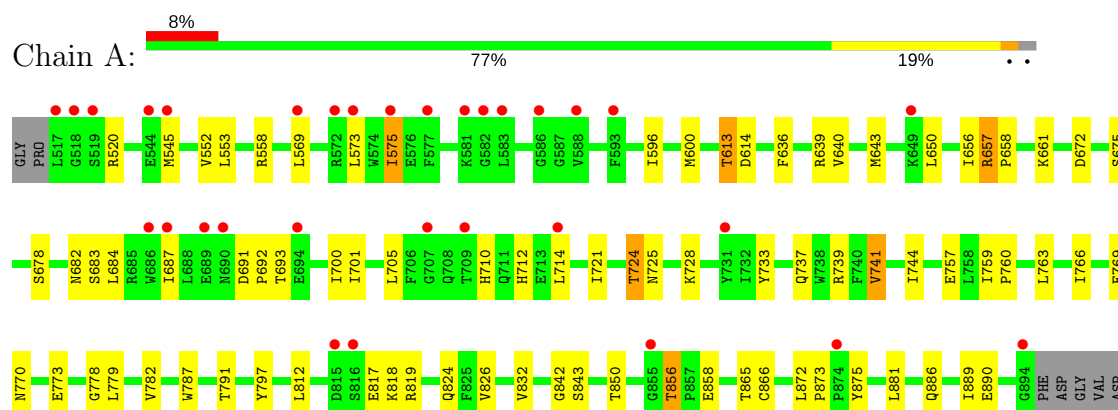 8%
Chain A:
77% 19% • •
GLY PRO L517 G518 S519 R520 E544 M545 V552 L553 R558 L569 R572 L573 W574 I575 E576 F577 K581 G582 L583 G586 G587 V588 F593 I596 M600 T613 D614 F636 R639 V640 M643 K649 L650 I656 R657 P658 K661 D672 S675
S678 N682 S683 L684 R685 W686 I687 L688 E689 N690 D691 P692 T693 E694 I700 I701 L705 F706 G707 Q708 T709 H710 Q711 H712 E713 L714 I721 T724 N725 K728 Y731 I732 Y733 Q737 W738 R739 F740 V741 I744 E757 L758 I759 P760 L763 I766 E769
N770 E773 G778 L779 V782 W787 T791 Y797 L812 D815 S816 E817 K818 R819 Q824 F825 V826 V832 G842 S843 T850 G855 T856 P857 E858 T865 C866 L872 P873 P874 Y875 L881 Q886 I889 E890 G894 PHE ASP GLY VAL